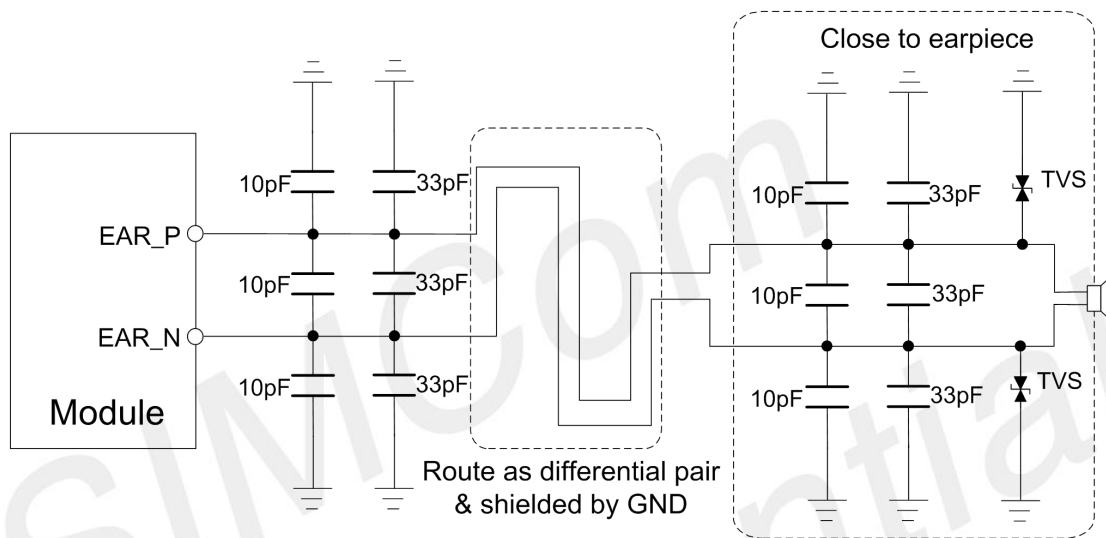 Close to earpiece
10pF
33pF
10pF
33pF
TVS
EAR_P
10pF
33pF
10pF
33pF
EAR_N
10pF
33pF
10pF
33pF
TVS
Module
Route as differential pair
& shielded by GND
SIMCom